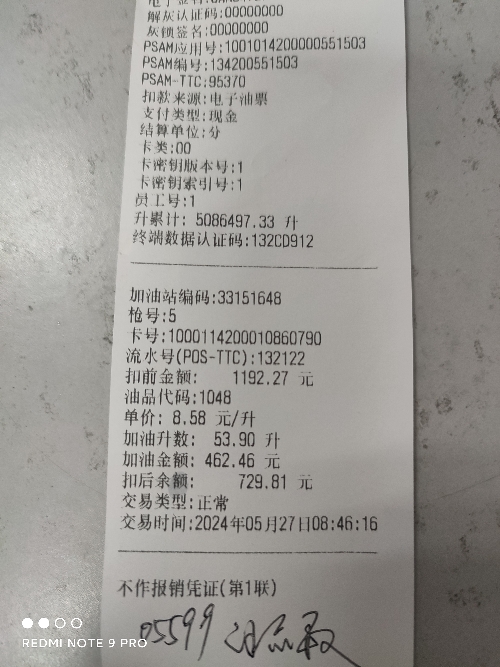 解灰认证码:00000000
灰锁签名:00000000
PSAM应用号:1001014200000551503
PSAM编号:134200551503
PSAM-TTC:95370
扣款来源:电子油票
支付类型:现金
结算单位:分
卡类:00
卡密钥版本号:1
卡密钥索引号:1
员工号:1
升累计: 5086497.33 升
终端数据认证码:132CD912
加油站编码:33151648
枪号:5
卡号:1000114200010860790
流水号(POS-TTC):132122
扣前金额: 1192.27 元
油品代码:1048
单价: 8.58 元/升
加油升数: 53.90 升
加油金额: 462.46 元
扣后余额: 729.81 元
交易类型:正常
交易时间:2024年05月27日08:46:16
不作报销凭证(第1联)
05599
REDMI NOTE 9 PRO